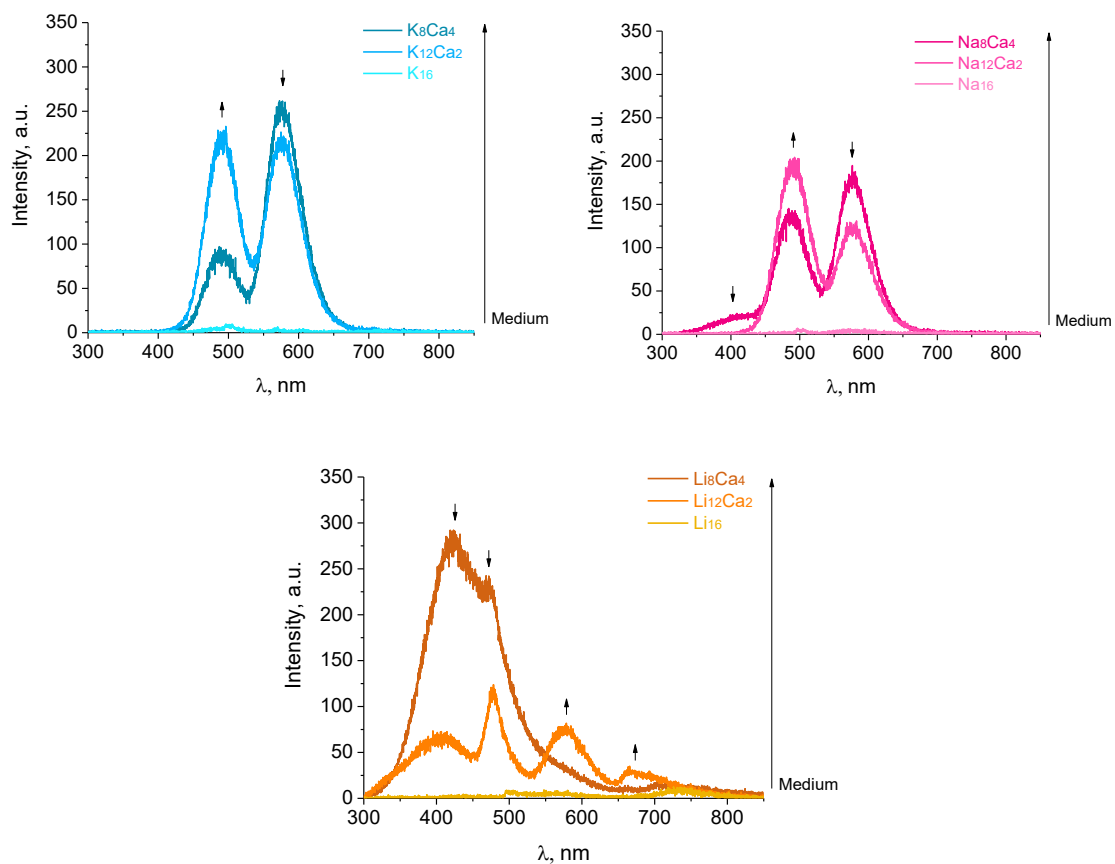 350
300
250
200
150
100
50
0
Intensity, a.u.
K₈Ca₄
K₁₂Ca₂
K₁₆
Medium
300 400 500 600 700 800
λ, nm
350
300
250
200
150
100
50
0
Intensity, a.u.
Na₈Ca₄
Na₁₂Ca₂
Na₁₆
Medium
300 400 500 600 700 800
λ, nm
350
300
250
200
150
100
50
0
Intensity, a.u.
Li₈Ca₄
Li₁₂Ca₂
Li₁₆
Medium
300 400 500 600 700 800
λ, nm